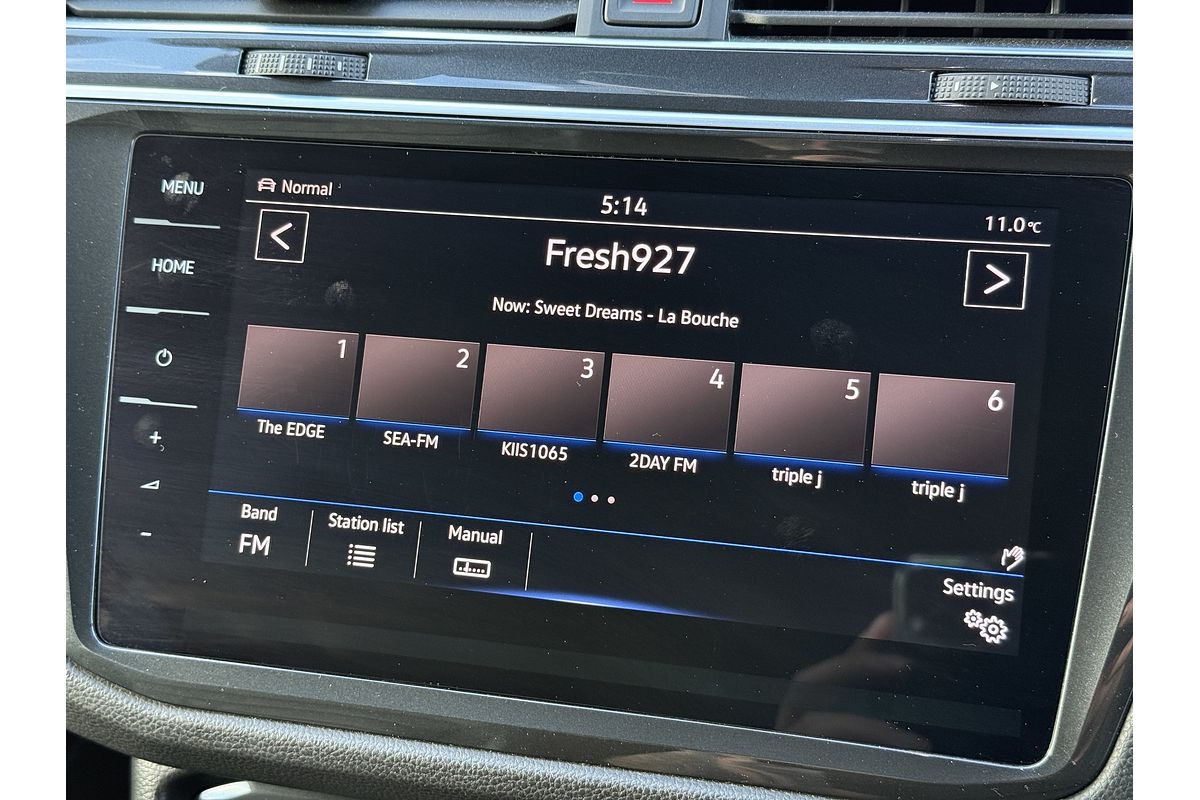 MENU
HOME
Normal
5:14
11.0°C
<
Fresh927
>
Now: Sweet Dreams - La Bouche
1
2
3
4
5
6
The EDGE
SEA-FM
KIIS1065
2DAY FM
triple j
triple j
+
-
Band
FM
Station list
Manual
Settings